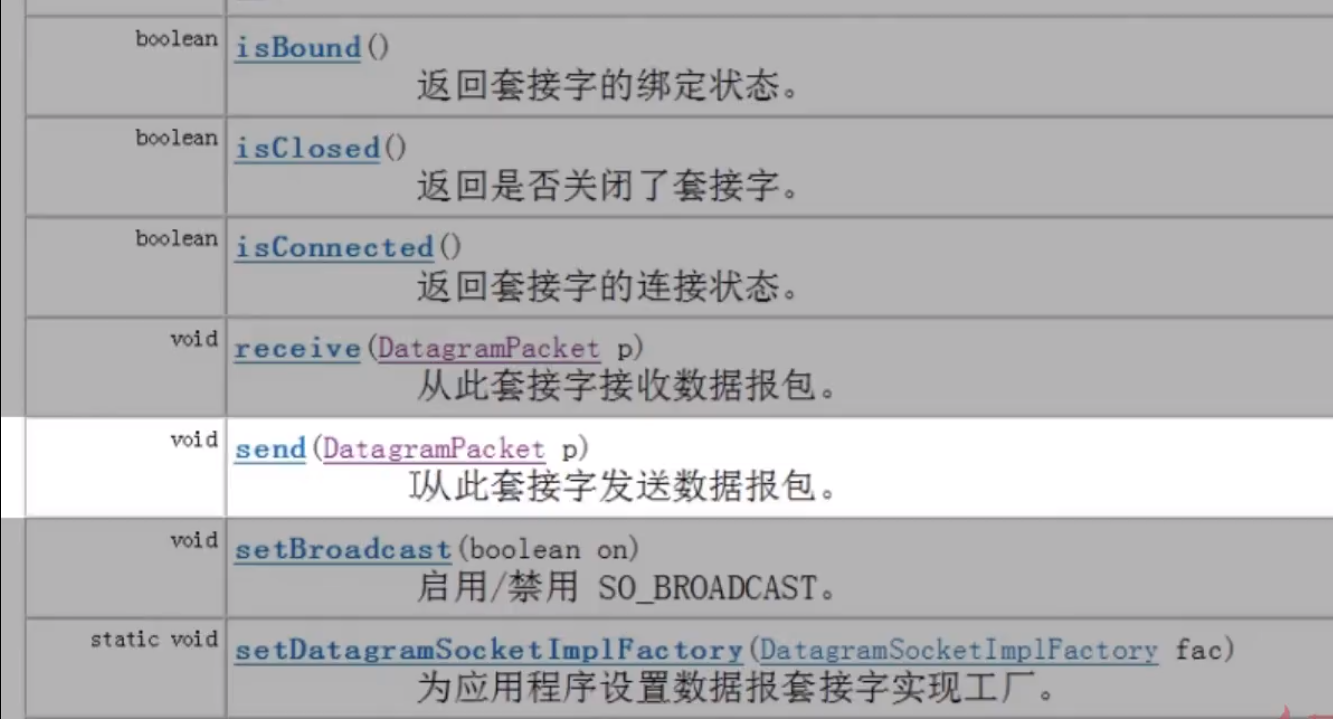 boolean isBound()
返回套接字的绑定状态。
boolean isClosed()
返回是否关闭了套接字。
boolean isConnected()
返回套接字的连接状态。
void receive(DatagramPacket p)
从此套接字接收数据报包。
void send(DatagramPacket p)
从此套接字发送数据报包。
void setBroadcast(boolean on)
启用/禁用 SO_BROADCAST。
static void setDatagramSocketImplFactory(DatagramSocketImplFactory fac)
为应用程序设置数据报套接字实现工厂。